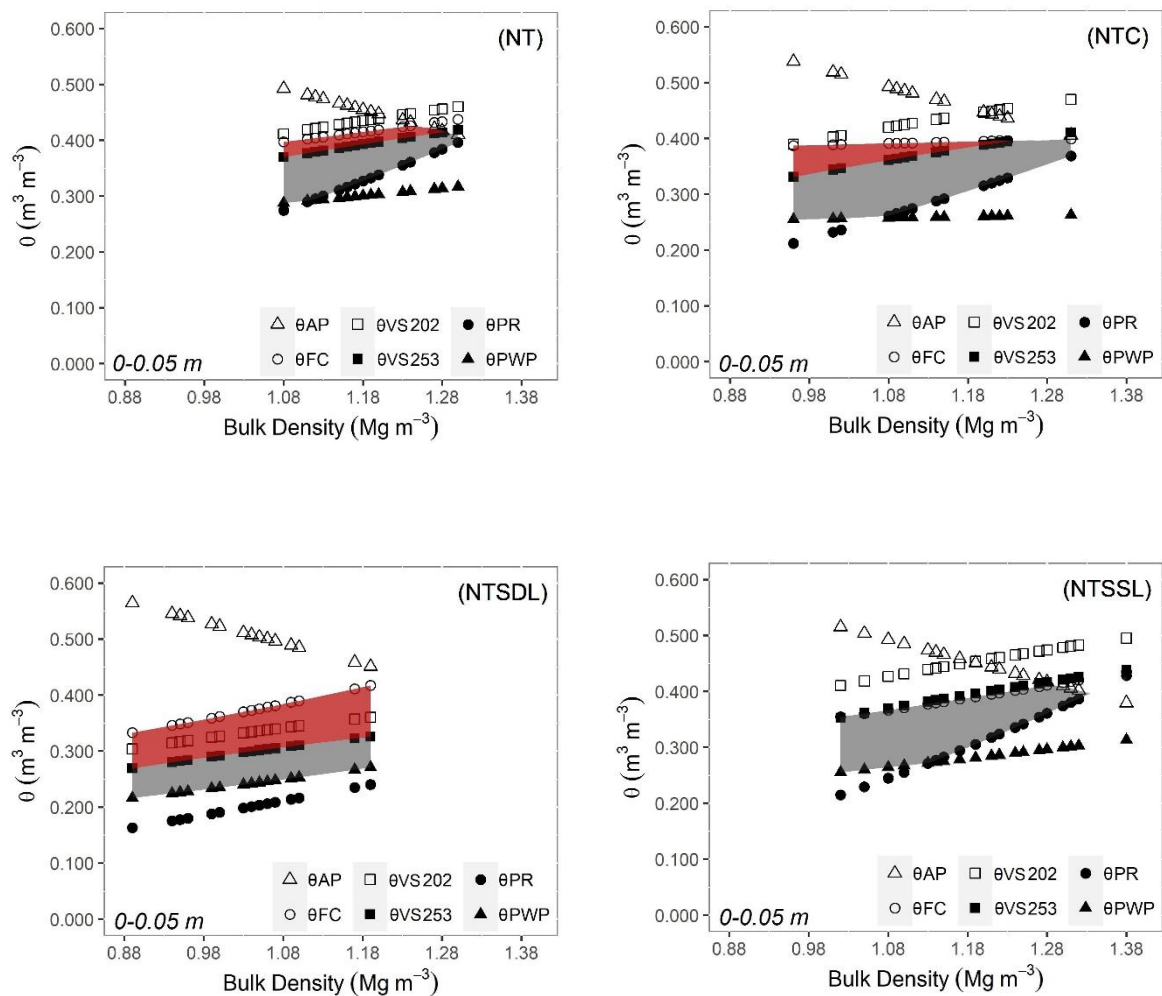 (NT)
0.600
0.500
0.400
0.300
0.200
0.100
0.000
θ (m³ m⁻³)
θAP θVS202 θPR
θFC θVS253 θPWP
0-0.05 m
0.88 0.98 1.08 1.18 1.28 1.38
Bulk Density (Mg m⁻³)
(NTC)
0.600
0.500
0.400
0.300
0.200
0.100
0.000
θ (m³ m⁻³)
θAP θVS202 θPR
θFC θVS253 θPWP
0-0.05 m
0.88 0.98 1.08 1.18 1.28 1.38
Bulk Density (Mg m⁻³)
(NTSDL)
0.600
0.500
0.400
0.300
0.200
0.100
0.000
θ (m³ m⁻³)
θAP θVS202 θPR
θFC θVS253 θPWP
0-0.05 m
0.88 0.98 1.08 1.18 1.28 1.38
Bulk Density (Mg m⁻³)
(NTSSL)
0.600
0.500
0.400
0.300
0.200
0.100
0.000
θ (m³ m⁻³)
θAP θVS202 θPR
θFC θVS253 θPWP
0-0.05 m
0.88 0.98 1.08 1.18 1.28 1.38
Bulk Density (Mg m⁻³)